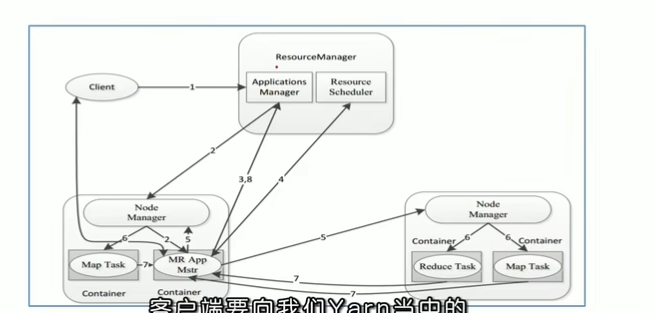 ResourceManager
Client
1
Applications
Manager
Resource
Scheduler
2
3,8
4
Node
Manager
6
2
5
Map Task
7
MR App
Mstr
Container
Container
5
Node
Manager
Container
6
6
Container
Reduce Task
Map Task
7
7
客户端要向我们Yarn当中的